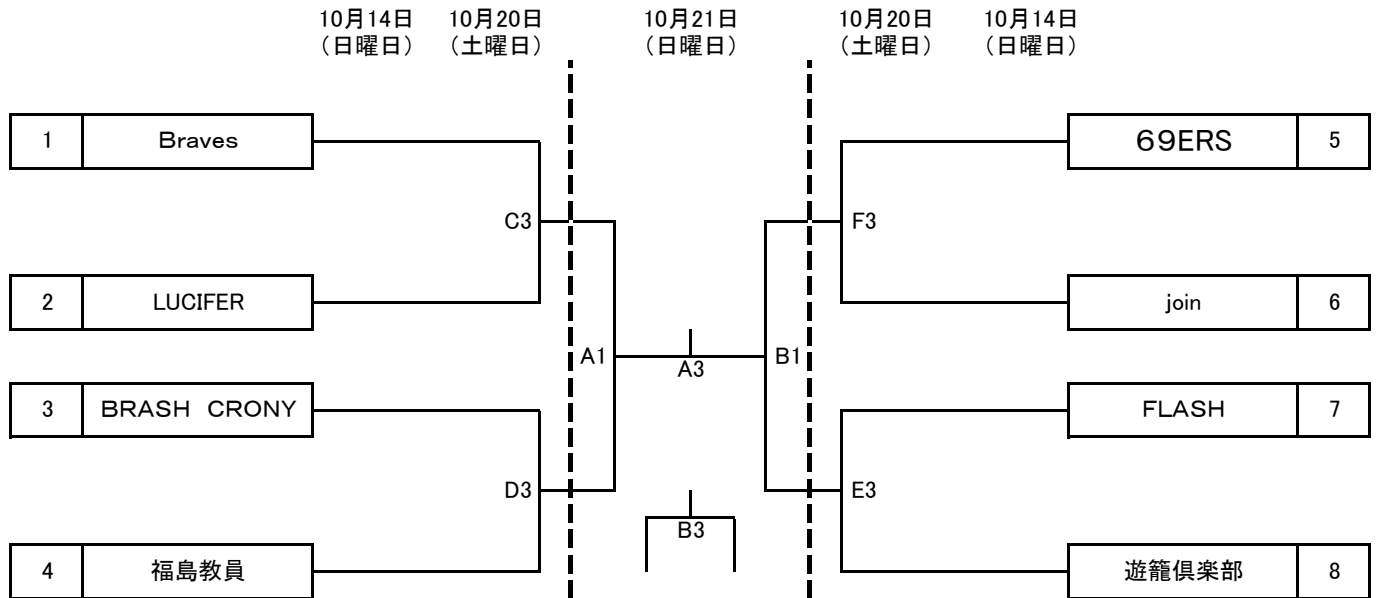 10月14日 10月20日 10月21日 10月20日 10月14日
(日曜日) (土曜日) (日曜日) (土曜日) (日曜日)
1 Braves 69ERS 5
C3 F3
2 LUCIFER join 6
A1 A3 B1
3 BRASH CRONY FLASH 7
D3 E3
B3
4 福島教員 遊籠倶楽部 8